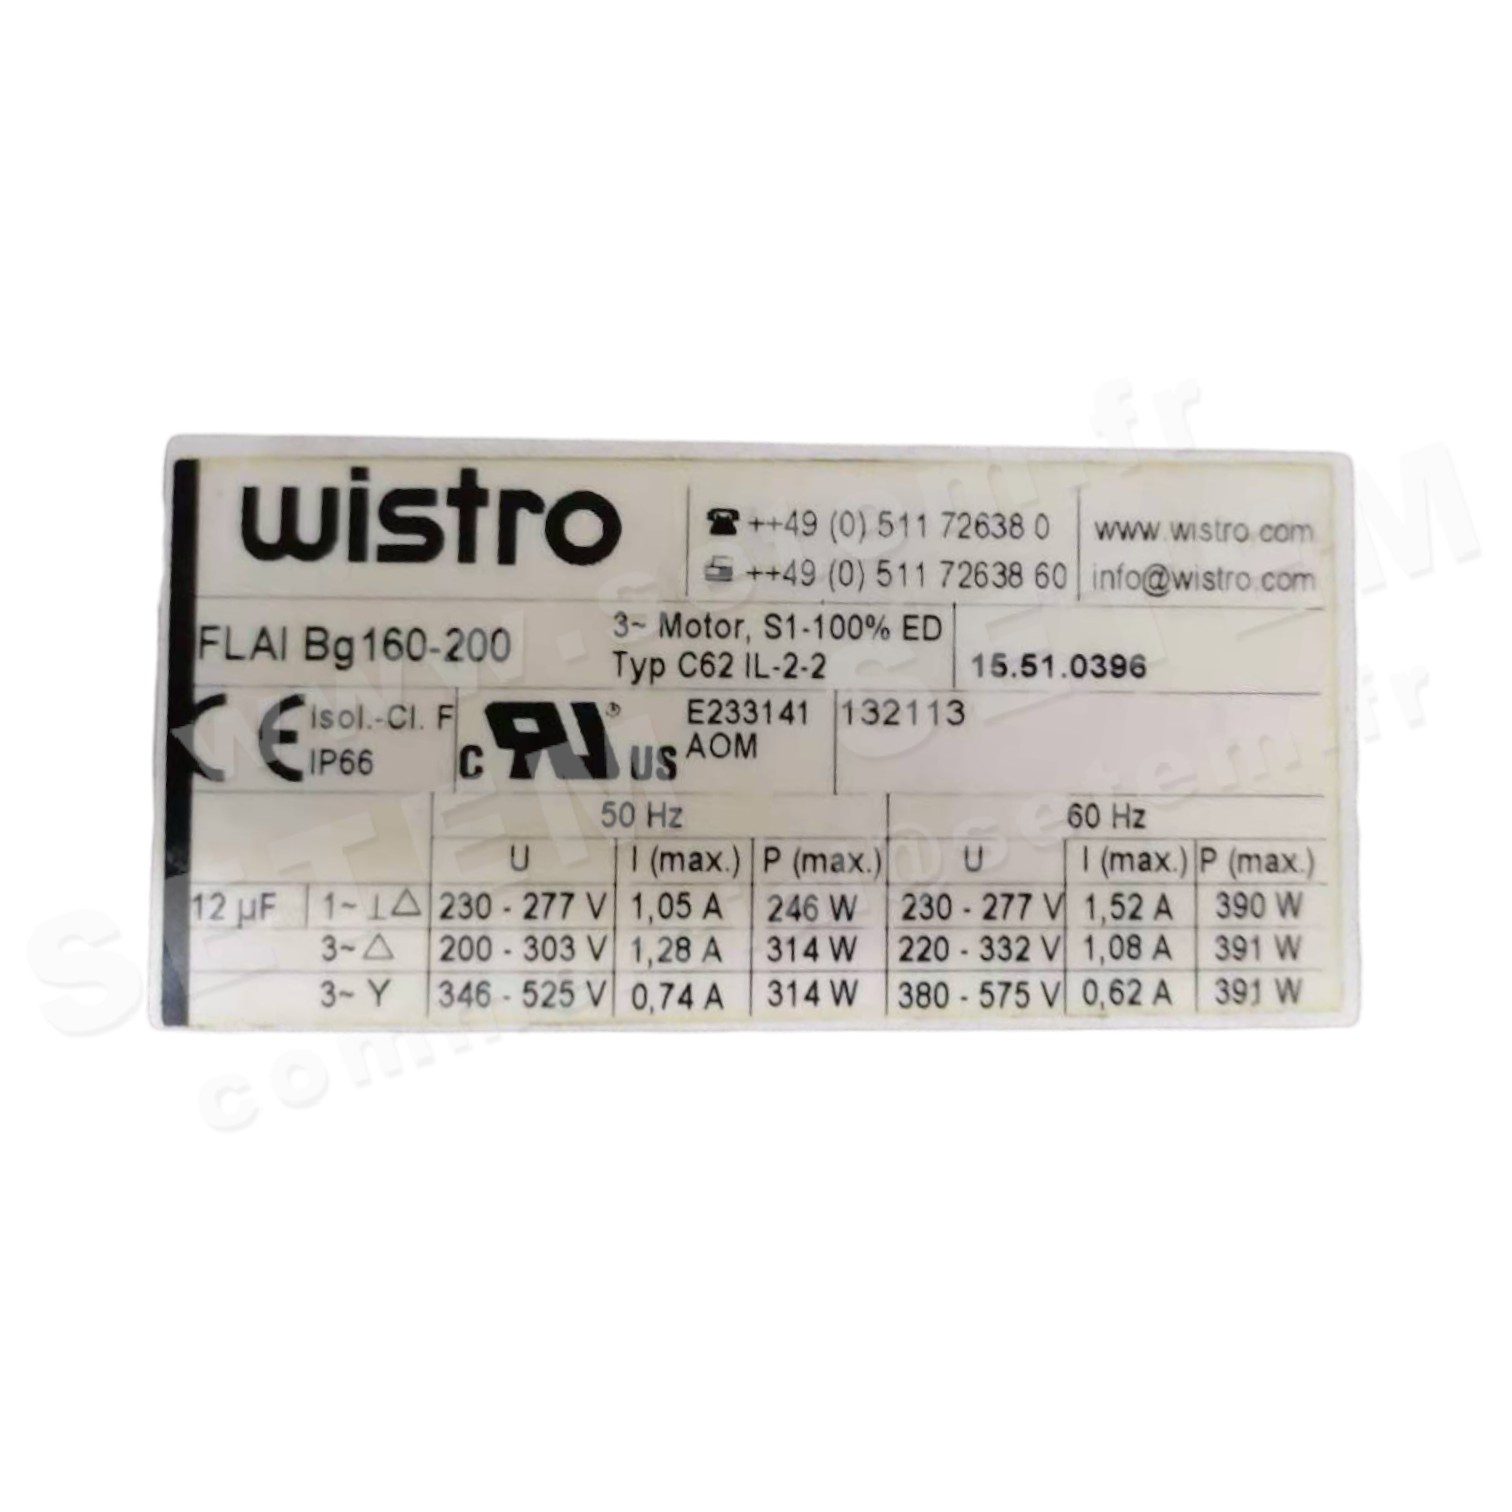 wistro
☎ ++49 (0) 511 72638 0
++49 (0) 511 72638 60
www.wistro.com
info@wistro.com
FLAI Bg160-200
3~ Motor, S1-100% ED
Typ C62 IL-2-2
15.51.0396
CE
Isol.-Cl. F
IP66
C UR® US
E233141
AOM
132113
50 Hz 60 Hz
U I (max.) P (max.) U I (max.) P (max.)
12 µF 1~ ⊥△ 230 - 277 V 1,05 A 246 W 230 - 277 V 1,52 A 390 W
3~ △ 200 - 303 V 1,28 A 314 W 220 - 332 V 1,08 A 391 W
3~ Y 346 - 525 V 0,74 A 314 W 380 - 575 V 0,62 A 391 W
SETEM
SETEM